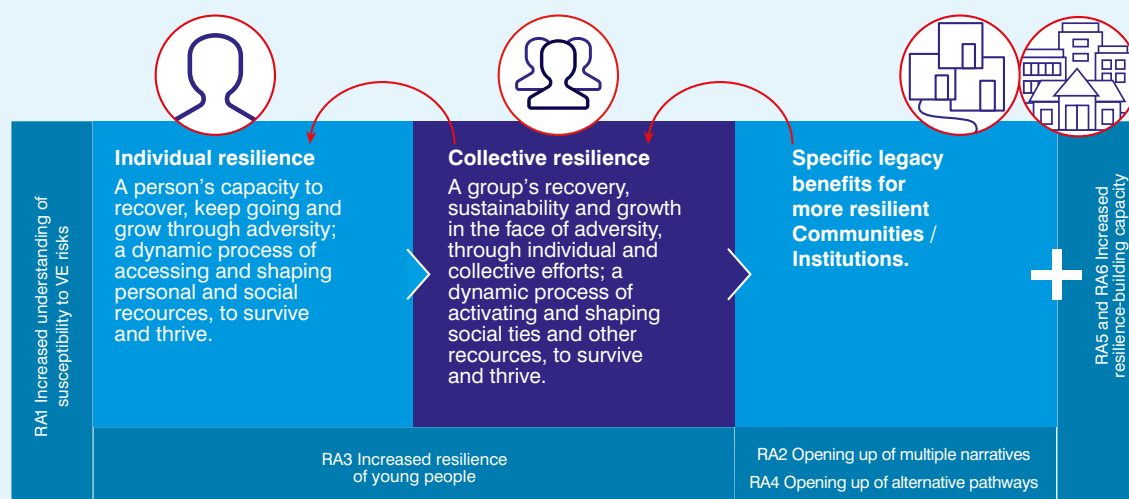 RA1 Increased understanding of
susceptibility to VE risks
Individual resilience
A person's capacity to
recover, keep going and
grow through adversity;
a dynamic process of
accessing and shaping
personal and social
recources, to survive
and thrive.
Collective resilience
A group's recovery,
sustainability and growth
in the face of adversity,
through individual and
collective efforts; a
dynamic process of
activating and shaping
social ties and other
recources, to survive
and thrive.
Specific legacy
benefits for
more resilient
Communities /
Institutions.
RA5 and RA6 Increased
resilience-building capacity
RA3 Increased resilience
of young people
RA2 Opening up of multiple narratives
RA4 Opening up of alternative pathways